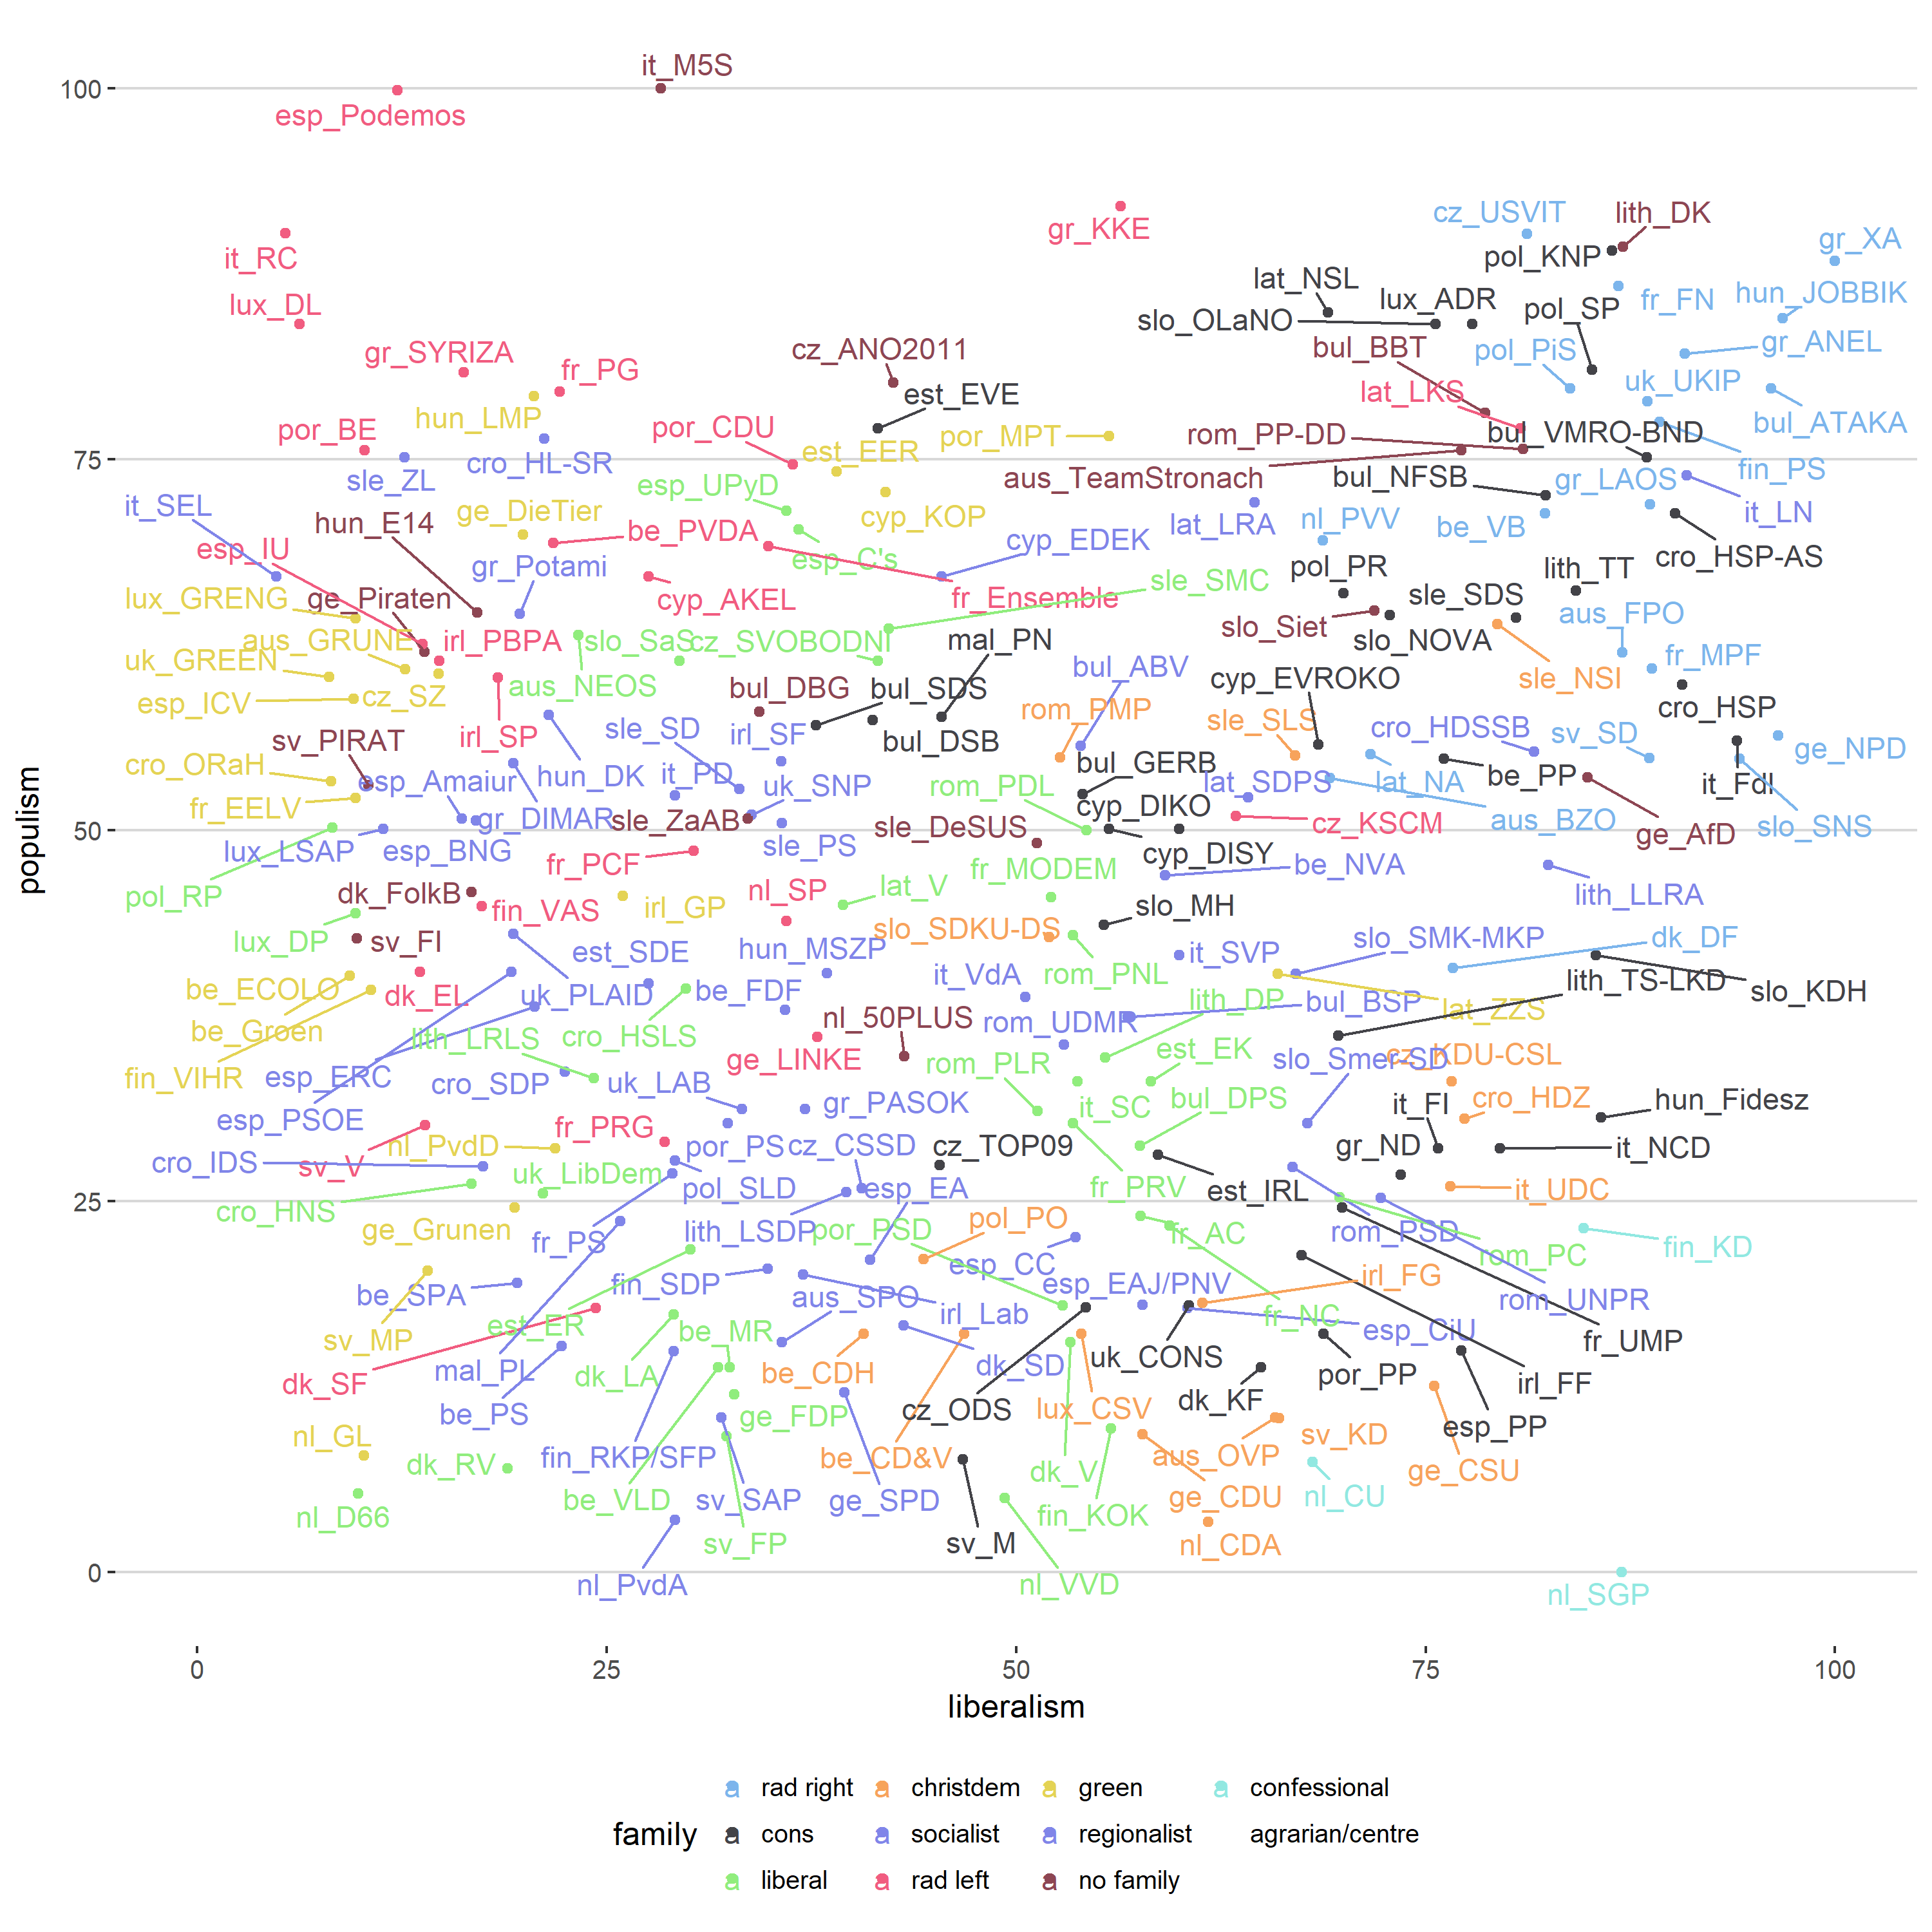 it_M5S
100
esp_Podemos
cz_USVIT lith_DK
gr_KKE
gr_XA
it_RC
pol_KNP
lat_NSL
lux_ADR
fr_FN
hun_JOBBIK
lux_DL
pol_SP
slo_OLaNO
gr_SYRIZA
cz_ANO2011
bul_BBT
pol_PiS
gr_ANEL
fr_PG
est_EVE
lat_LKS
uk_UKIP
hun_LMP
por_BE
por_CDU
por_MPT
rom_PP-DD
bul_VMRO-BND
bul_ATAKA
est_EER
75
cro_HL-SR
fin_PS
sle_ZL
esp_UPyD
aus_TeamStronach
bul_NFSB
gr_LAOS
it_SEL
ge_DieTier
cyp_KOP
lat_LRA
nl_PVV
be_VB
it_LN
hun_E14
be_PVDA
cyp_EDEK
esp_IU
esp_C's
cro_HSP-AS
gr_Potami
sle_SMC
pol_PR
lith_TT
lux_GRENG
ge_Piraten
cyp_AKEL
fr_Ensemble
sle_SDS
aus_FPO
slo_Siet
aus_GRUNE
irl_PBPA
slo_SaS
cz_SVOBODNI
mal_PN
slo_NOVA
fr_MPF
uk_GREEN
bul_ABV
cyp_EVROKO
sle_NSI
aus_NEOS
bul_DBG
bul_SDS
esp_ICV
cz_SZ
rom_PMP
cro_HSP
sle_SLS
sle_SD
irl_SF
cro_HDSSB
sv_SD
sv_PIRAT
irl_SP
bul_DSB
ge_NPD
cro_ORaH
bul_GERB
esp_Amaiur
hun_DK
it_PD
uk_SNP
rom_PDL
lat_SDPS
lat_NA
be_PP
it_FdI
fr_EELV
cyp_DIKO
gr_DIMAR
sle_ZaAB
sle_DeSUS
cz_KSCM
aus_BZO
slo_SNS
50
ge_AfD
populism
lux_LSAP
esp_BNG
sle_PS
cyp_DISY
fr_PCF
be_NVA
fr_MODEM
pol_RP
dk_FolkB
nl_SP
lat_V
lith_LLRA
fin_VAS
irl_GP
slo_MH
slo_SDKU-DS
lux_DP
sv_FI
est_SDE
hun_MSZP
it_SVP
slo_SMK-MKP
dk_DF
it_VdA
rom_PNL
be_ECOLO
dk_EL
uk_PLAID
be_FDF
lith_TS-LKD
slo_KDH
lith_DP
bul_BSP
lat_ZZS
be_Groen
nl_50PLUS
rom_UDMR
lith_LRLS
cro_HSLS
est_EK
slo_Smer-SD
cz_KDU-CSL
ge_LINKE
rom_PLR
fin_VIHR
esp_ERC
cro_SDP
uk_LAB
bul_DPS
cro_HDZ
hun_Fidesz
gr_PASOK
it_SC
it_FI
esp_PSOE
fr_PRG
nl_PvdD
por_PS
cz_CSSD
cz_TOP09
gr_ND
it_NCD
cro_IDS
sv_V
uk_LibDem
pol_SLD
esp_EA
fr_PRV
est_IRL
it_UDC
25
cro_HNS
ge_Grunen
fr_PS
lith_LSDP
por_PSD
pol_PO
fr_AC
rom_PSD
fin_KD
esp_CC
rom_PC
be_SPA
fin_SDP
esp_EAJ/PNV
irl_FG
aus_SPO
irl_Lab
fr_NC
rom_UNPR
est_ER
be_MR
esp_CiU
sv_MP
fr_UMP
mal_PL
dk_LA
be_CDH
dk_SD
uk_CONS
por_PP
dk_SF
irl_FF
dk_KF
be_PS
ge_FDP
cz_ODS
lux_CSV
esp_PP
nl_GL
sv_KD
dk_RV
fin_RKP/SFP
be_CD&V
aus_OVP
dk_V
ge_CSU
be_VLD
sv_SAP
ge_SPD
ge_CDU
nl_CU
nl_D66
fin_KOK
sv_FP
sv_M
nl_CDA
0
nl_PvdA
nl_VVD
nl_SGP
0 25 50 75 100
liberalism
a rad right a christdem a green a confessional
family a cons a socialist a regionalist agrarian/centre
a liberal a rad left a no family